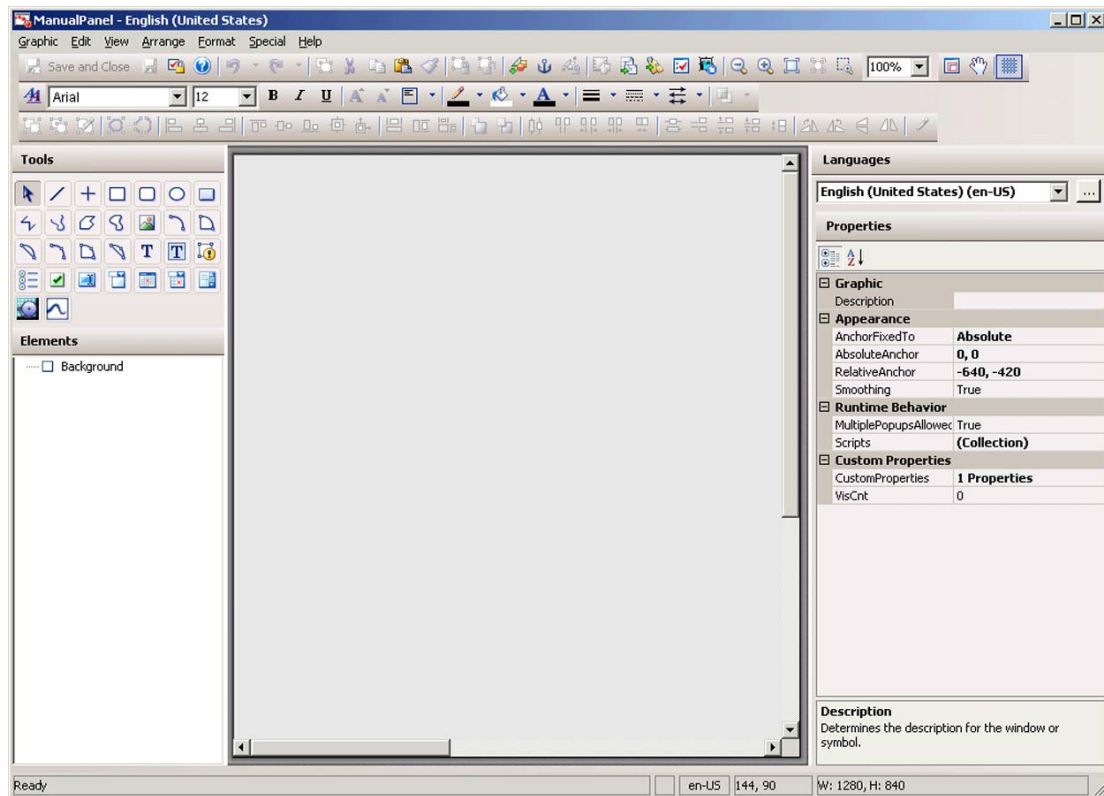 ManualPanel - English (United States)
Graphic Edit View Arrange Format Special Help
Save and Close 100%
Arial 12 B I U A A A
Tools
T T
Elements
Background
Languages
English (United States) (en-US) ...
Properties
Graphic
Description
Appearance
AnchorFixedTo Absolute
AbsoluteAnchor 0, 0
RelativeAnchor -640, -420
Smoothing True
Runtime Behavior
MultiplePopupsAllowec True
Scripts (Collection)
Custom Properties
CustomProperties 1 Properties
VisCnt 0
Description
Determines the description for the window or
symbol.
Ready en-US 144, 90 W: 1280, H: 840